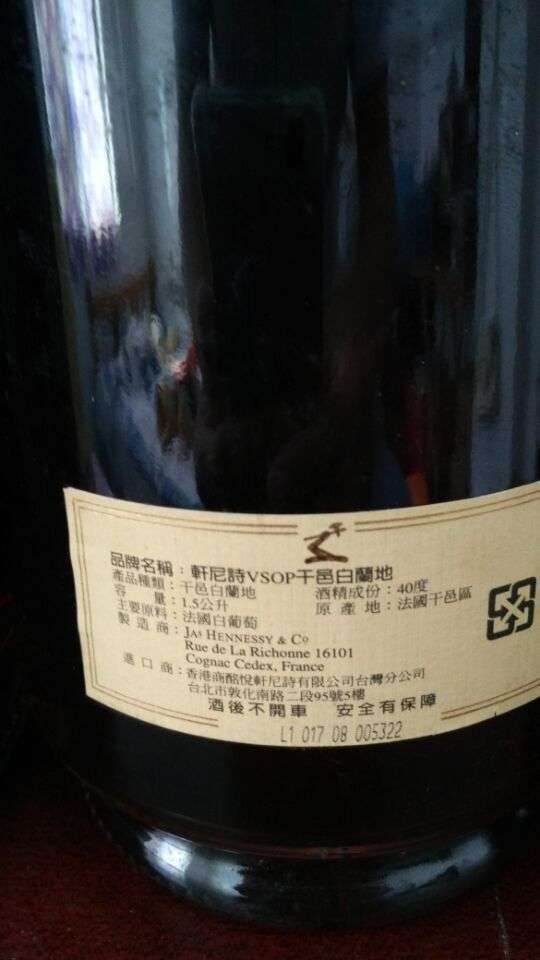 品牌名稱：軒尼詩VSOP干邑白蘭地
產品種類：干邑白蘭地 酒精成份：40度
容 量：1.5公升 原 產 地：法國干邑區
主要原料：法國白葡萄
製 造 商：JAS HENNESSY & CO
Rue de La Richonne 16101
Cognac Cedex, France
進 口 商：香港商酩悅軒尼詩有限公司台灣分公司
台北市敦化南路二段95號5樓
酒後不開車 安全有保障
L1 017 08 005322